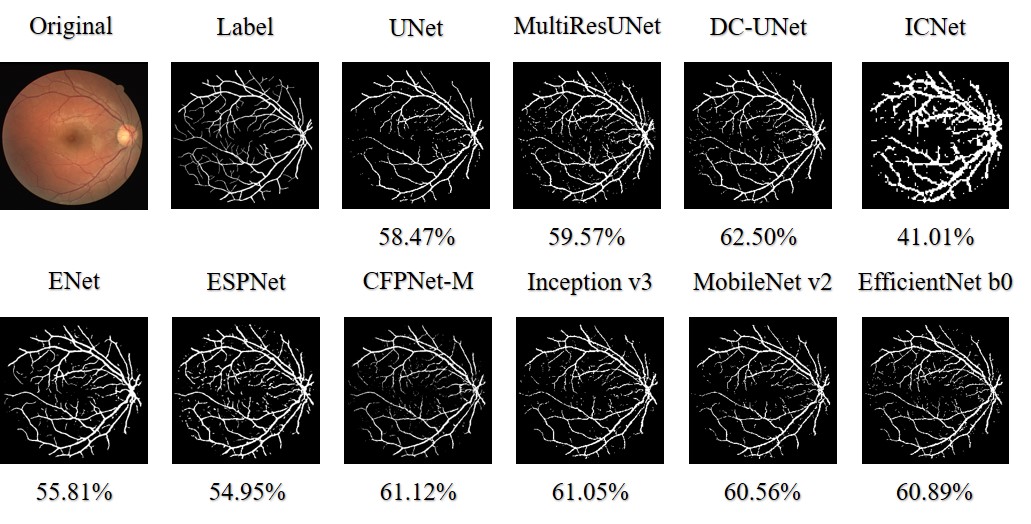 Original Label UNet MultiResUNet DC-UNet ICNet
58.47% 59.57% 62.50% 41.01%
ENet ESPNet CFPNet-M Inception v3 MobileNet v2 EfficientNet b0
55.81% 54.95% 61.12% 61.05% 60.56% 60.89%